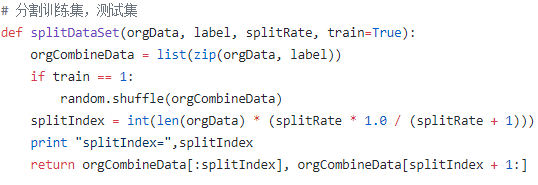 # 分割训练集，测试集
def splitDataSet(orgData, label, splitRate, train=True):
    orgCombineData = list(zip(orgData, label))
    if train == 1:
        random.shuffle(orgCombineData)
    splitIndex = int(len(orgData) * (splitRate * 1.0 / (splitRate + 1)))
    print "splitIndex=",splitIndex
    return orgCombineData[:splitIndex], orgCombineData[splitIndex + 1:]